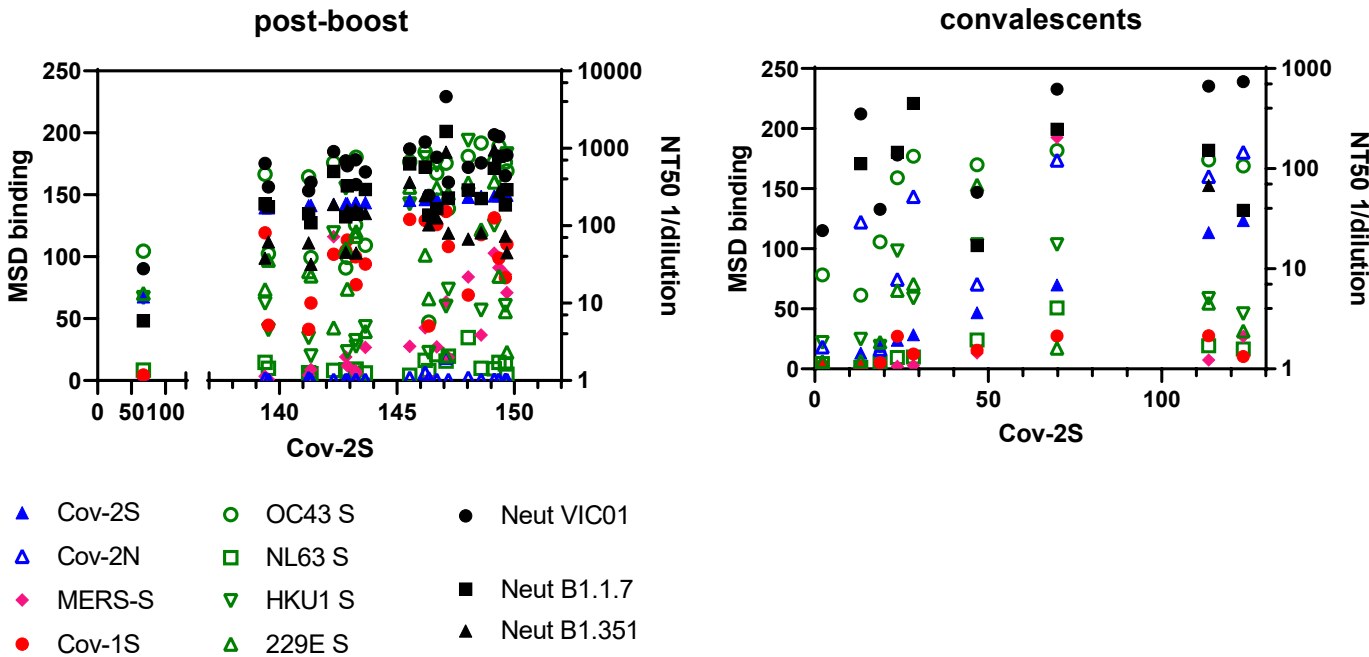 post-boost
convalescents
250
200
150
100
50
0
MSD binding
10000
1000
100
10
1
NT50 1/dilution
0
50
100
140
145
150
Cov-2S
250
200
150
100
50
0
MSD binding
1000
100
10
1
NT50 1/dilution
0
50
100
Cov-2S
Cov-2S
Cov-2N
MERS-S
Cov-1S
OC43 S
NL63 S
HKU1 S
229E S
Neut VIC01
Neut B1.1.7
Neut B1.351